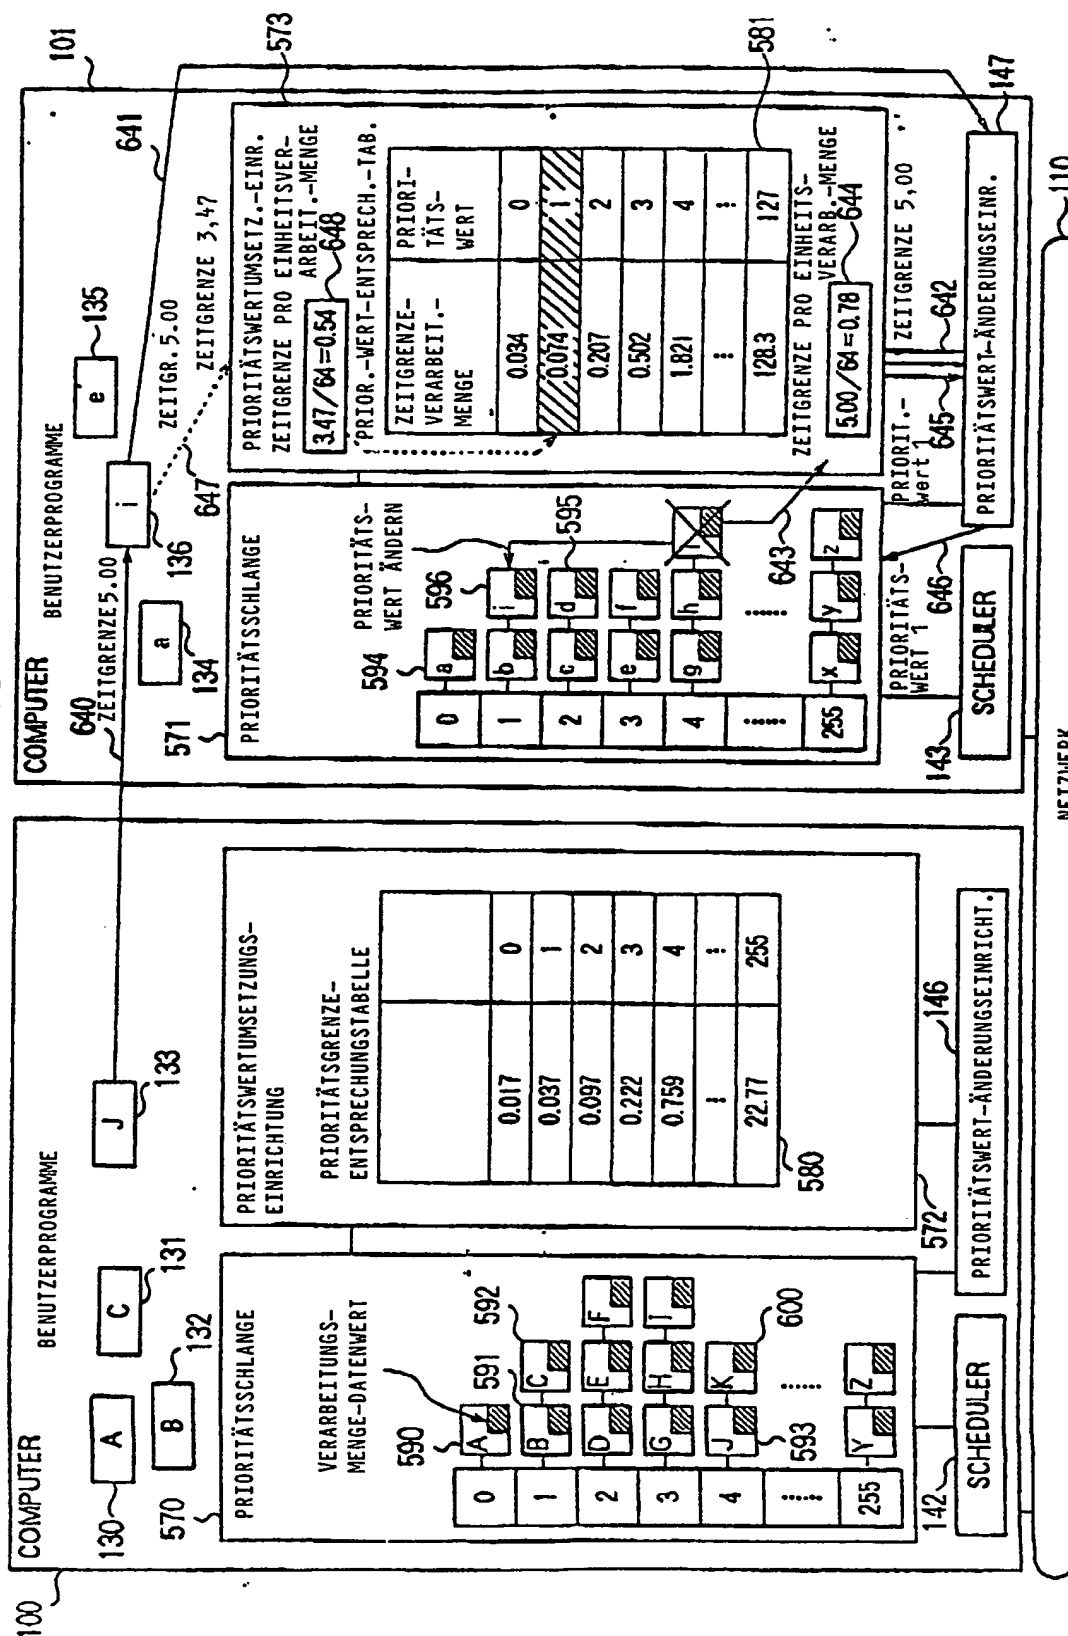 100
COMPUTER
BENUTZERPROGRAMME
A
130
B
132
C
131
J
133
570
PRIORITÄTSSCHLANGE
VERARBEITUNGS-
MENGE-DATENWERT
590
591
592
0
A
1
B
C
2
D
E
F
3
G
H
I
4
J
K
593
600
......
......
255
Y
Z
PRIORITÄTSWERTUMSETZUNGS-
EINRICHTUNG
PRIORITÄTSGRENZE-
ENTSPRECHUNGSTABELLE
0.017 0
0.037 1
0.097 2
0.222 3
0.759 4
⋮ ⋮
22.77 255
580
572
146
142
SCHEDULER
PRIORITÄTSWERT-ÄNDERUNGSEINRICHT.
COMPUTER
101
BENUTZERPROGRAMME
640
ZEITGRENZE5.00
a
134
i
136
e
135
641
ZEITGR.5.00
647
ZEITGRENZE 3,47
571
PRIORITÄTSSCHLANGE
PRIORITÄTS-
WERT ÄNDERN
594
596
595
0
a
1
b
i
2
c
d
3
e
f
4
g
h
i
......
......
255
x
y
z
643
573
PRIORITÄTSWERTUMSETZ.-EINR.
ZEITGRENZE PRO EINHEITSVER-
ARBEIT.-MENGE
3.47/64=0.54
648
PRIOR.-WERT-ENTSPRECH.-TAB.
ZEITGRENZE-
VERARBEIT.-
MENGE
PRIORI-
TÄTS-
WERT
0.034 0
0.074 1
0.207 2
0.502 3
1.821 4
⋮ ⋮
128.3 127
581
ZEITGRENZE PRO EINHEITS-
VERARB.-MENGE
5.00/64=0.78
644
PRIORITÄTS-
WERT 1
646
PRIORIT.-
Wert 1
645
642
ZEITGRENZE 5,00
143
SCHEDULER
PRIORITÄTSWERT-ÄNDERUNGSEINR.
147
NETZWERK
110